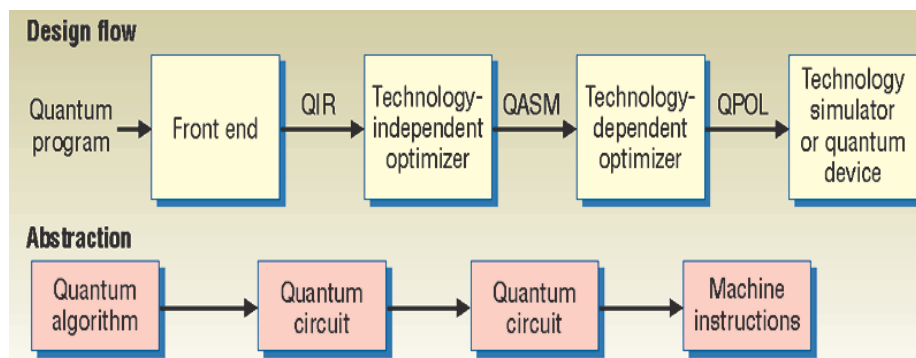 Design flow
Quantum
program
Front end
QIR
Technology-
independent
optimizer
QASM
Technology-
dependent
optimizer
QPOL
Technology
simulator
or quantum
device
Abstraction
Quantum
algorithm
Quantum
circuit
Quantum
circuit
Machine
instructions